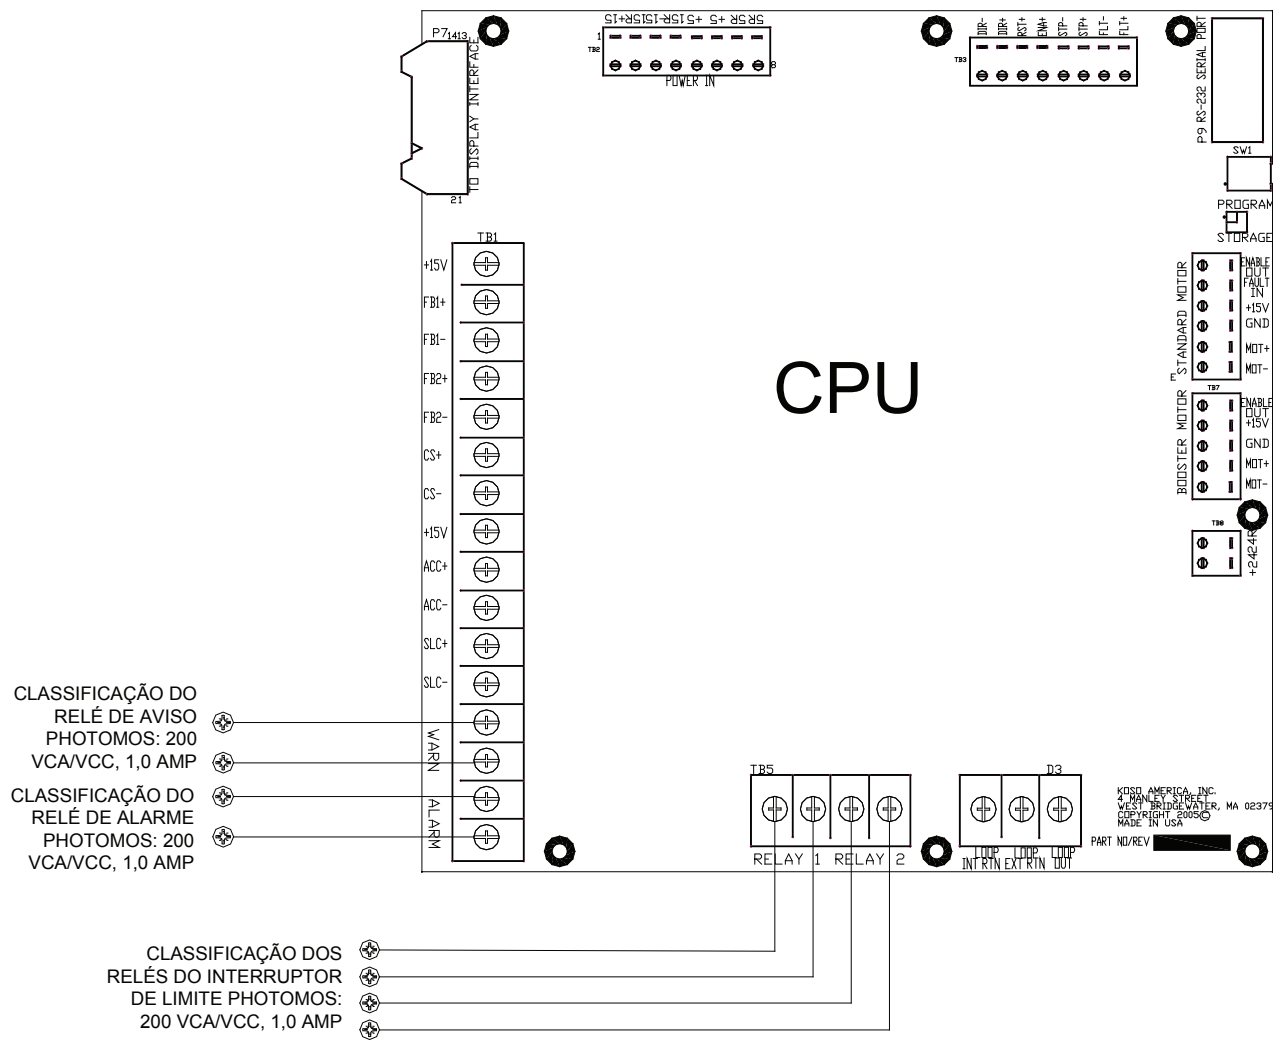 P7
14 13
TO DISPLAY INTERFACE
21
15+ 15R+ 15R- 15- 5+ 5+ 5R 5R
1
TB2
8
POWER IN
DIR-
DIR+
RST+
ENA+
STP-
STP+
FLT-
FLT+
TB3
P9 RS-232 SERIAL PORT
SW1
PROGRAM
STORAGE
TB1
+15V
FB1+
FB1-
FB2+
FB2-
CS+
CS-
+15V
ACC+
ACC-
SLC+
SLC-
WARN
ALARM
CPU
STANDARD MOTOR
ENABLE
OUT
FAULT
IN
+15V
GND
MOT+
MOT-
E
TB7
BOOSTER MOTOR
ENABLE
OUT
+15V
GND
MOT+
MOT-
TB8
+24 24R
CLASSIFICAÇÃO DO
RELÉ DE AVISO
PHOTOMOS: 200
VCA/VCC, 1,0 AMP
CLASSIFICAÇÃO DO
RELÉ DE ALARME
PHOTOMOS: 200
VCA/VCC, 1,0 AMP
TB5
RELAY 1 RELAY 2
D3
LOOP LOOP LOOP
INT RTN EXT RTN OUT
KOSO AMERICA, INC.
4 MANLEY STREET
WEST BRIDGEWATER, MA 02379
COPYRIGHT 2005©
MADE IN USA
PART NO/REV
CLASSIFICAÇÃO DOS
RELÉS DO INTERRUPTOR
DE LIMITE PHOTOMOS:
200 VCA/VCC, 1,0 AMP